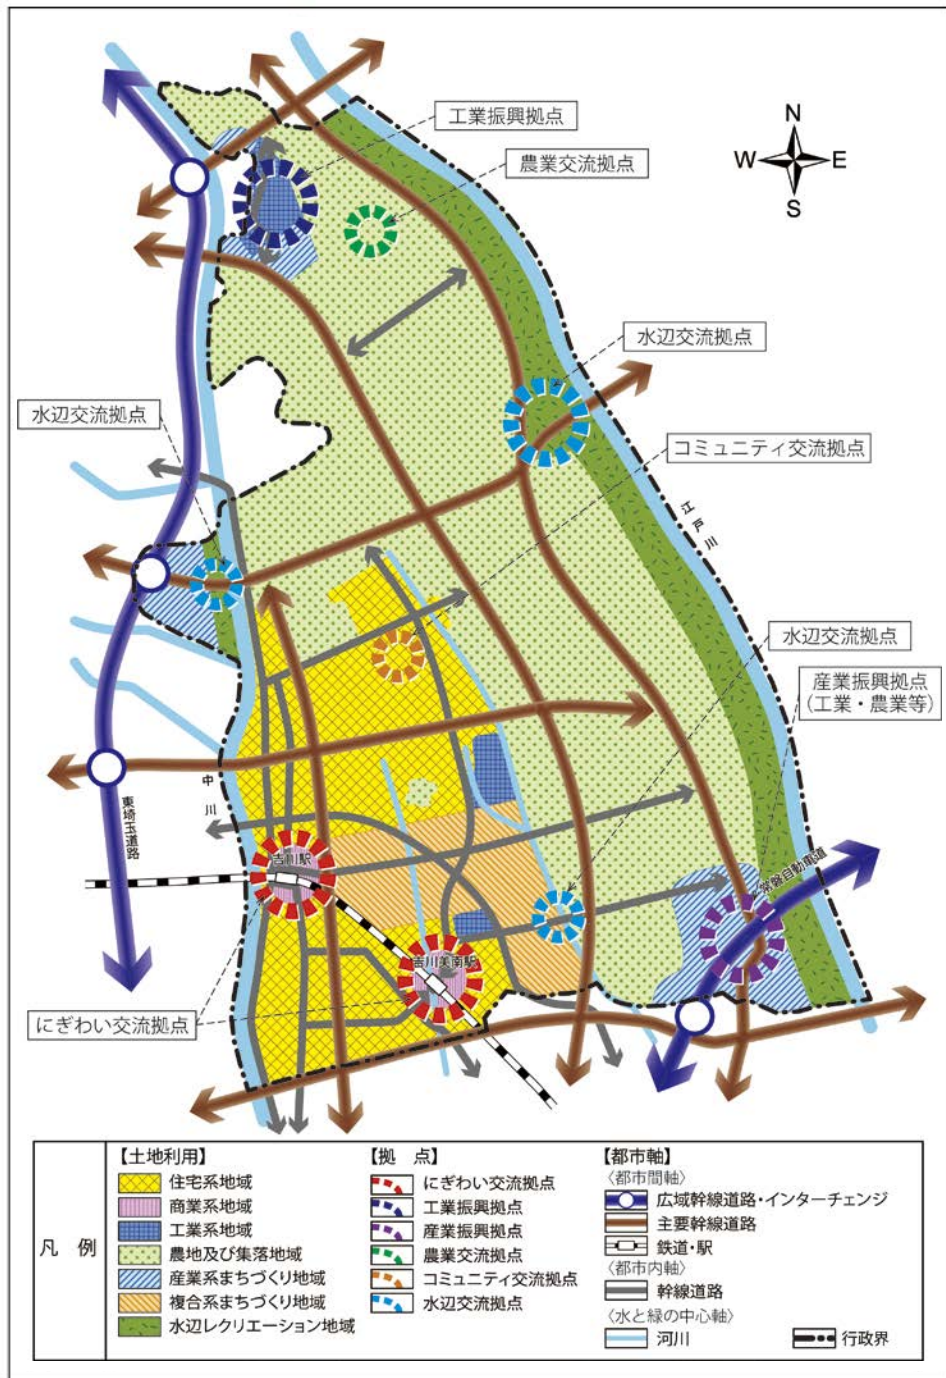 工業振興拠点
農業交流拠点
N
W
E
S
水辺交流拠点
水辺交流拠点
コミュニティ交流拠点
江戸川
水辺交流拠点
産業振興拠点
(工業・農業等)
中川
東埼玉道路
吉川駅
常磐自動車道
吉川美南駅
にぎわい交流拠点
凡 例
【土地利用】
住宅系地域
商業系地域
工業系地域
農地及び集落地域
産業系まちづくり地域
複合系まちづくり地域
水辺レクリエーション地域
【拠 点】
にぎわい交流拠点
工業振興拠点
産業振興拠点
農業交流拠点
コミュニティ交流拠点
水辺交流拠点
【都市軸】
〈都市間軸〉
広域幹線道路・インターチェンジ
主要幹線道路
鉄道・駅
〈都市内軸〉
幹線道路
〈水と緑の中心軸〉
河川
行政界